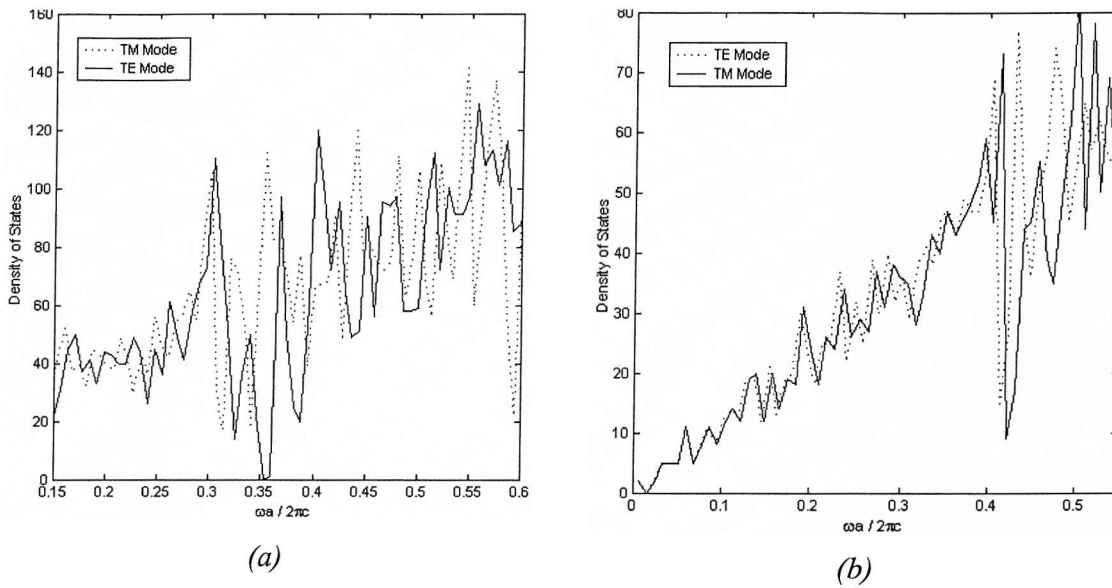 160
140
120
100
80
60
40
20
0
Density of States
TM Mode
TE Mode
0.15 0.2 0.25 0.3 0.35 0.4 0.45 0.5 0.55 0.6
ωa / 2πc
(a)
80
70
60
50
40
30
20
10
0
Density of States
TE Mode
TM Mode
0 0.1 0.2 0.3 0.4 0.5
ωa / 2πc
(b)